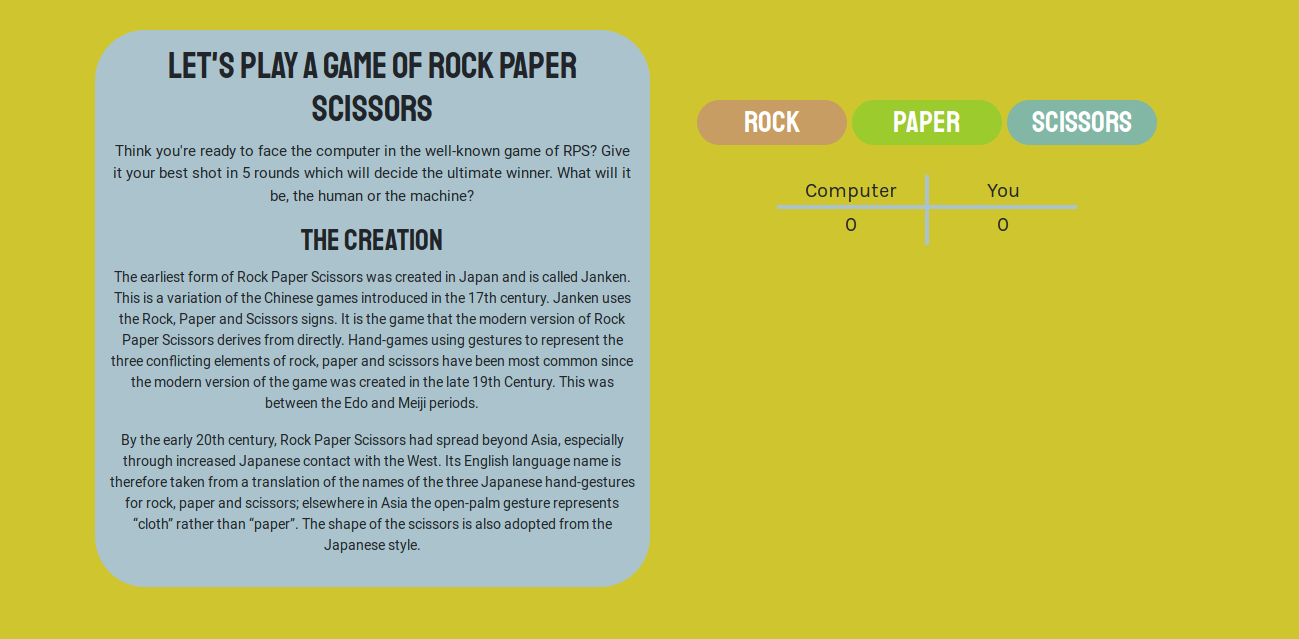 LET'S PLAY A GAME OF ROCK PAPER
SCISSORS
Think you're ready to face the computer in the well-known game of RPS? Give
it your best shot in 5 rounds which will decide the ultimate winner. What will it
be, the human or the machine?
THE CREATION
The earliest form of Rock Paper Scissors was created in Japan and is called Janken.
This is a variation of the Chinese games introduced in the 17th century. Janken uses
the Rock, Paper and Scissors signs. It is the game that the modern version of Rock
Paper Scissors derives from directly. Hand-games using gestures to represent the
three conflicting elements of rock, paper and scissors have been most common since
the modern version of the game was created in the late 19th Century. This was
between the Edo and Meiji periods.
By the early 20th century, Rock Paper Scissors had spread beyond Asia, especially
through increased Japanese contact with the West. Its English language name is
therefore taken from a translation of the names of the three Japanese hand-gestures
for rock, paper and scissors; elsewhere in Asia the open-palm gesture represents
“cloth” rather than “paper”. The shape of the scissors is also adopted from the
Japanese style.
ROCK PAPER SCISSORS
Computer You
0 0